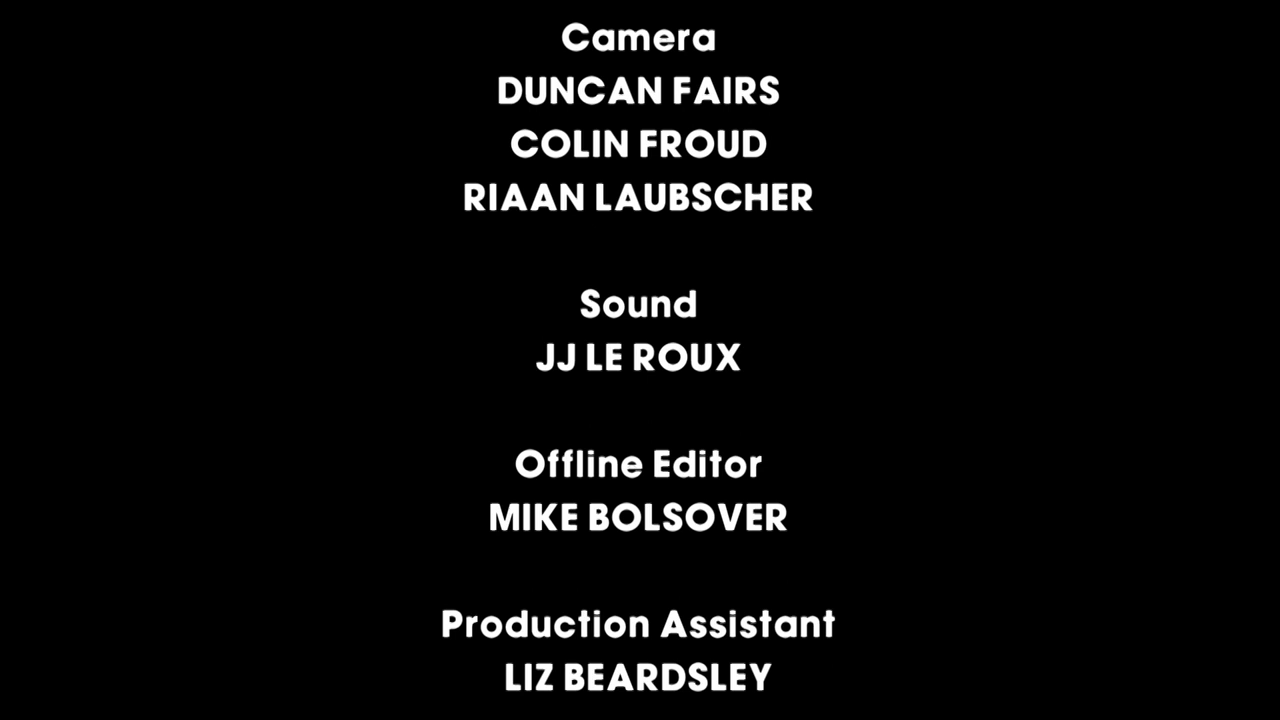 Camera
DUNCAN FAIRS
COLIN FROUD
RIAAN LAUBSCHER
Sound
JJ LE ROUX
Offline Editor
MIKE BOLSOVER
Production Assistant
LIZ BEARDSLEY